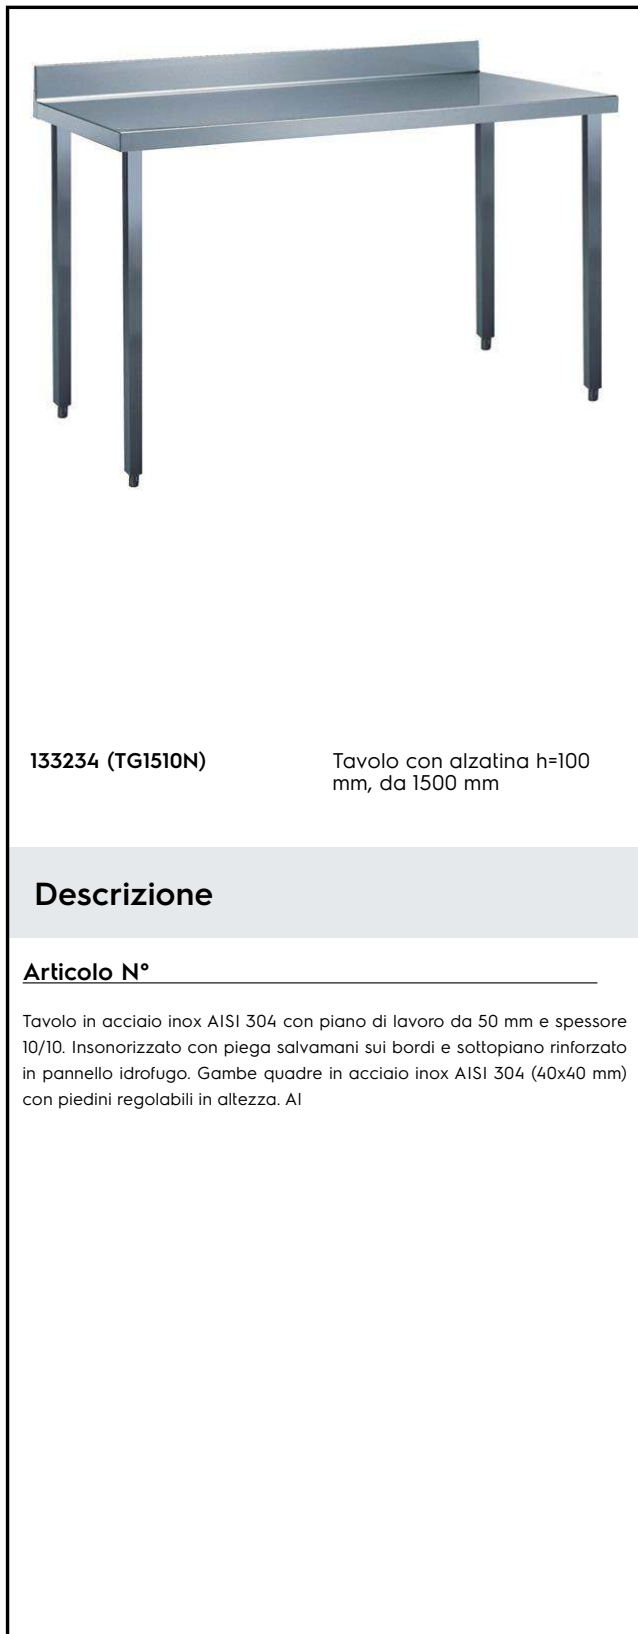 133234 (TG1510N)
Tavolo con alzatina h=100
mm, da 1500 mm
Descrizione
Articolo N°
Tavolo in acciaio inox AISI 304 con piano di lavoro da 50 mm e spessore
10/10. Insonorizzato con piega salvamani sui bordi e sottopiano rinforzato
in pannello idrofugo. Gambe quadre in acciaio inox AISI 304 (40x40 mm)
con piedini regolabili in altezza. Al